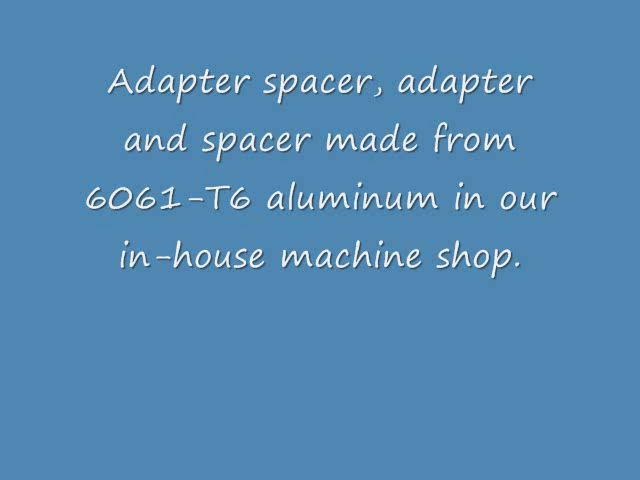 Adapter spacer, adapter
and spacer made from
6061-T6 aluminum in our
in-house machine shop.